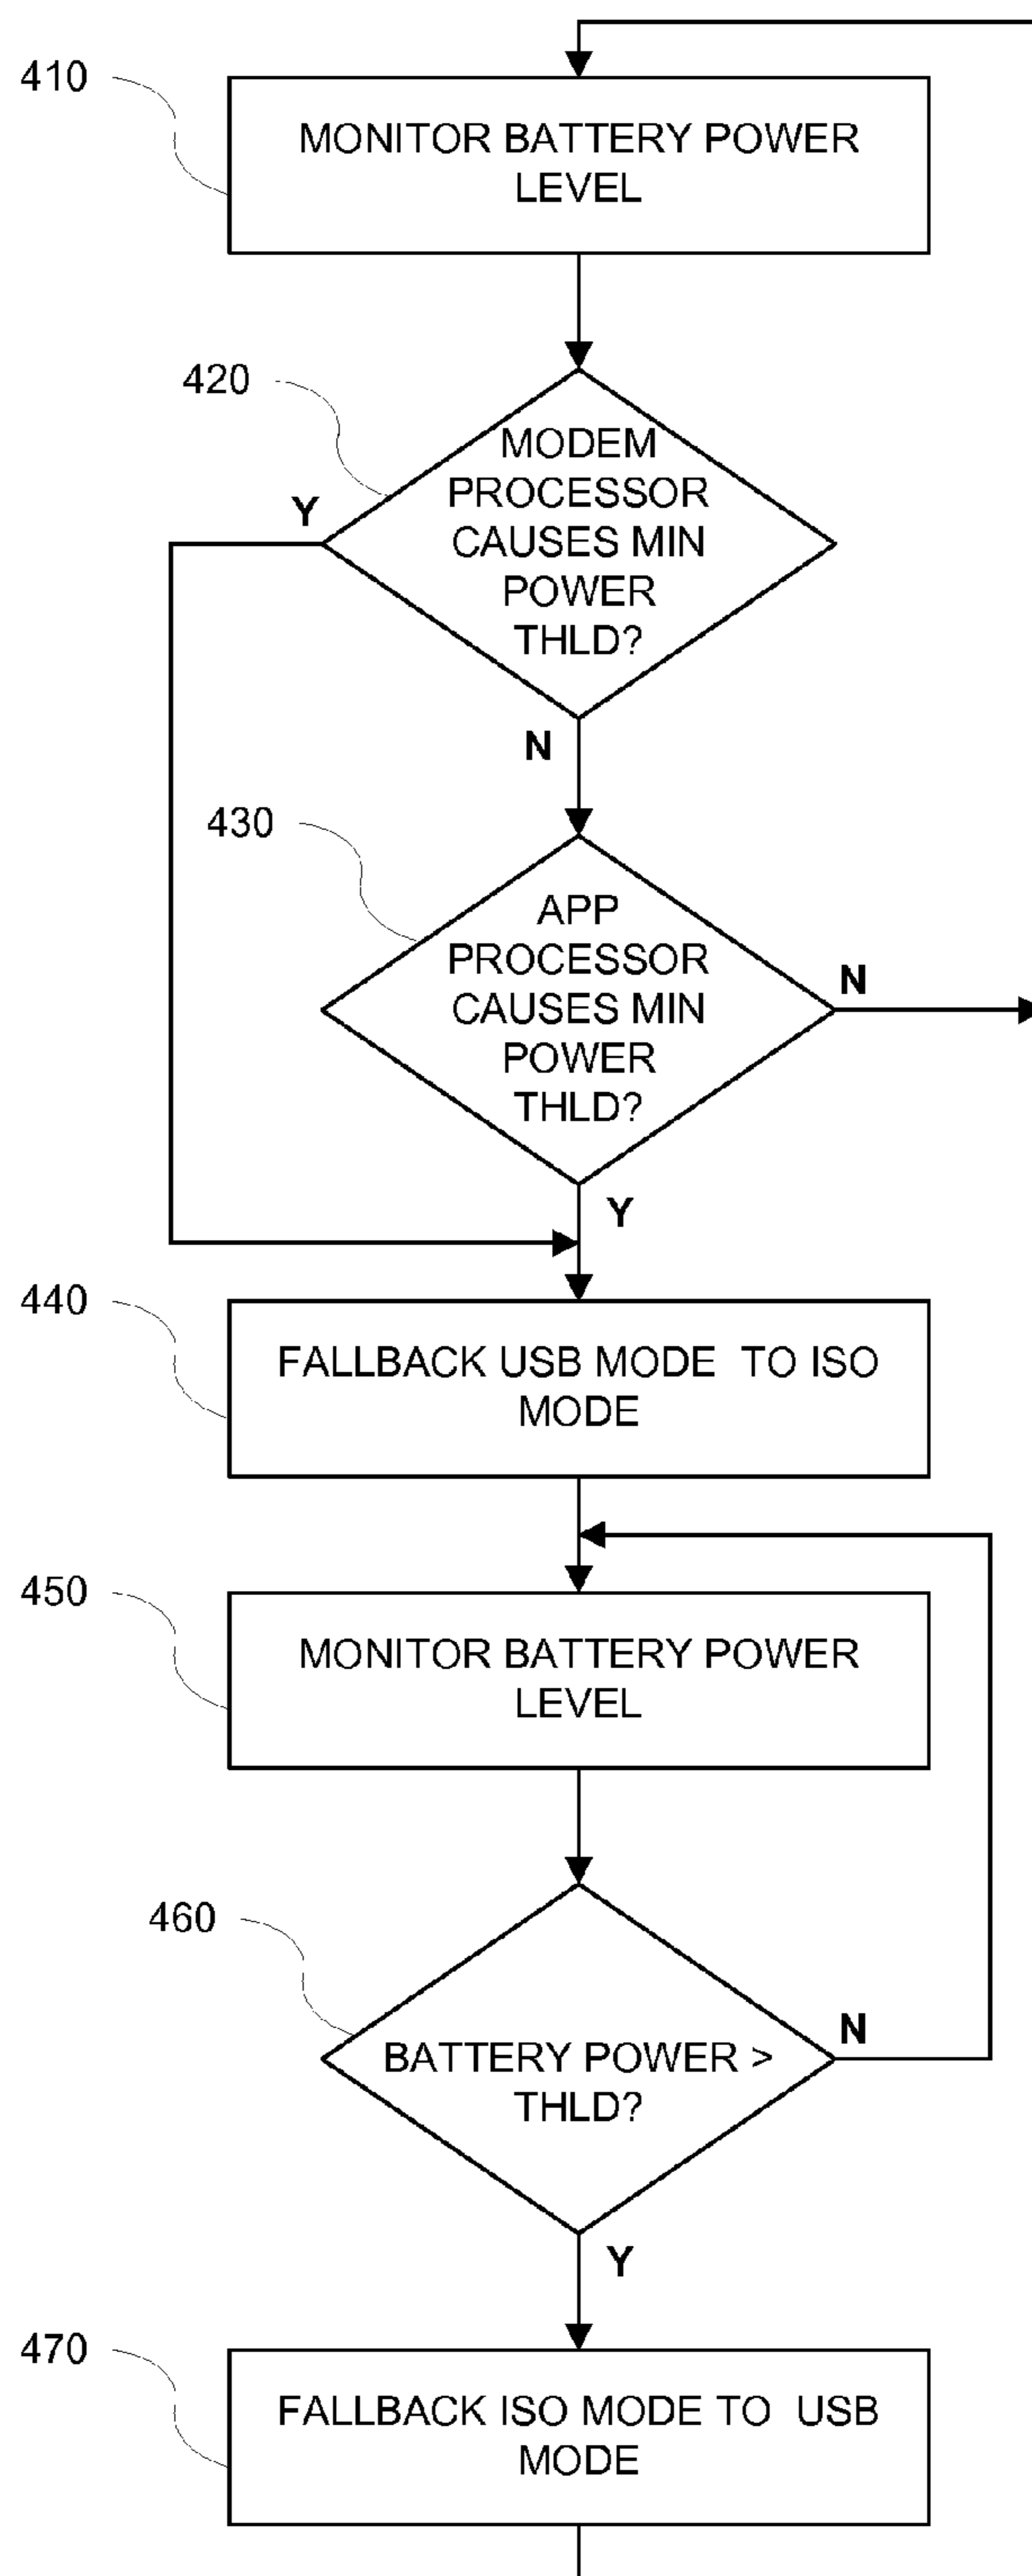 410
MONITOR BATTERY POWER
LEVEL
420
MODEM
PROCESSOR
CAUSES MIN
POWER
THLD?
Y
N
430
APP
PROCESSOR
CAUSES MIN
POWER
THLD?
N
Y
440
FALLBACK USB MODE TO ISO
MODE
450
MONITOR BATTERY POWER
LEVEL
460
BATTERY POWER >
THLD?
N
Y
470
FALLBACK ISO MODE TO USB
MODE